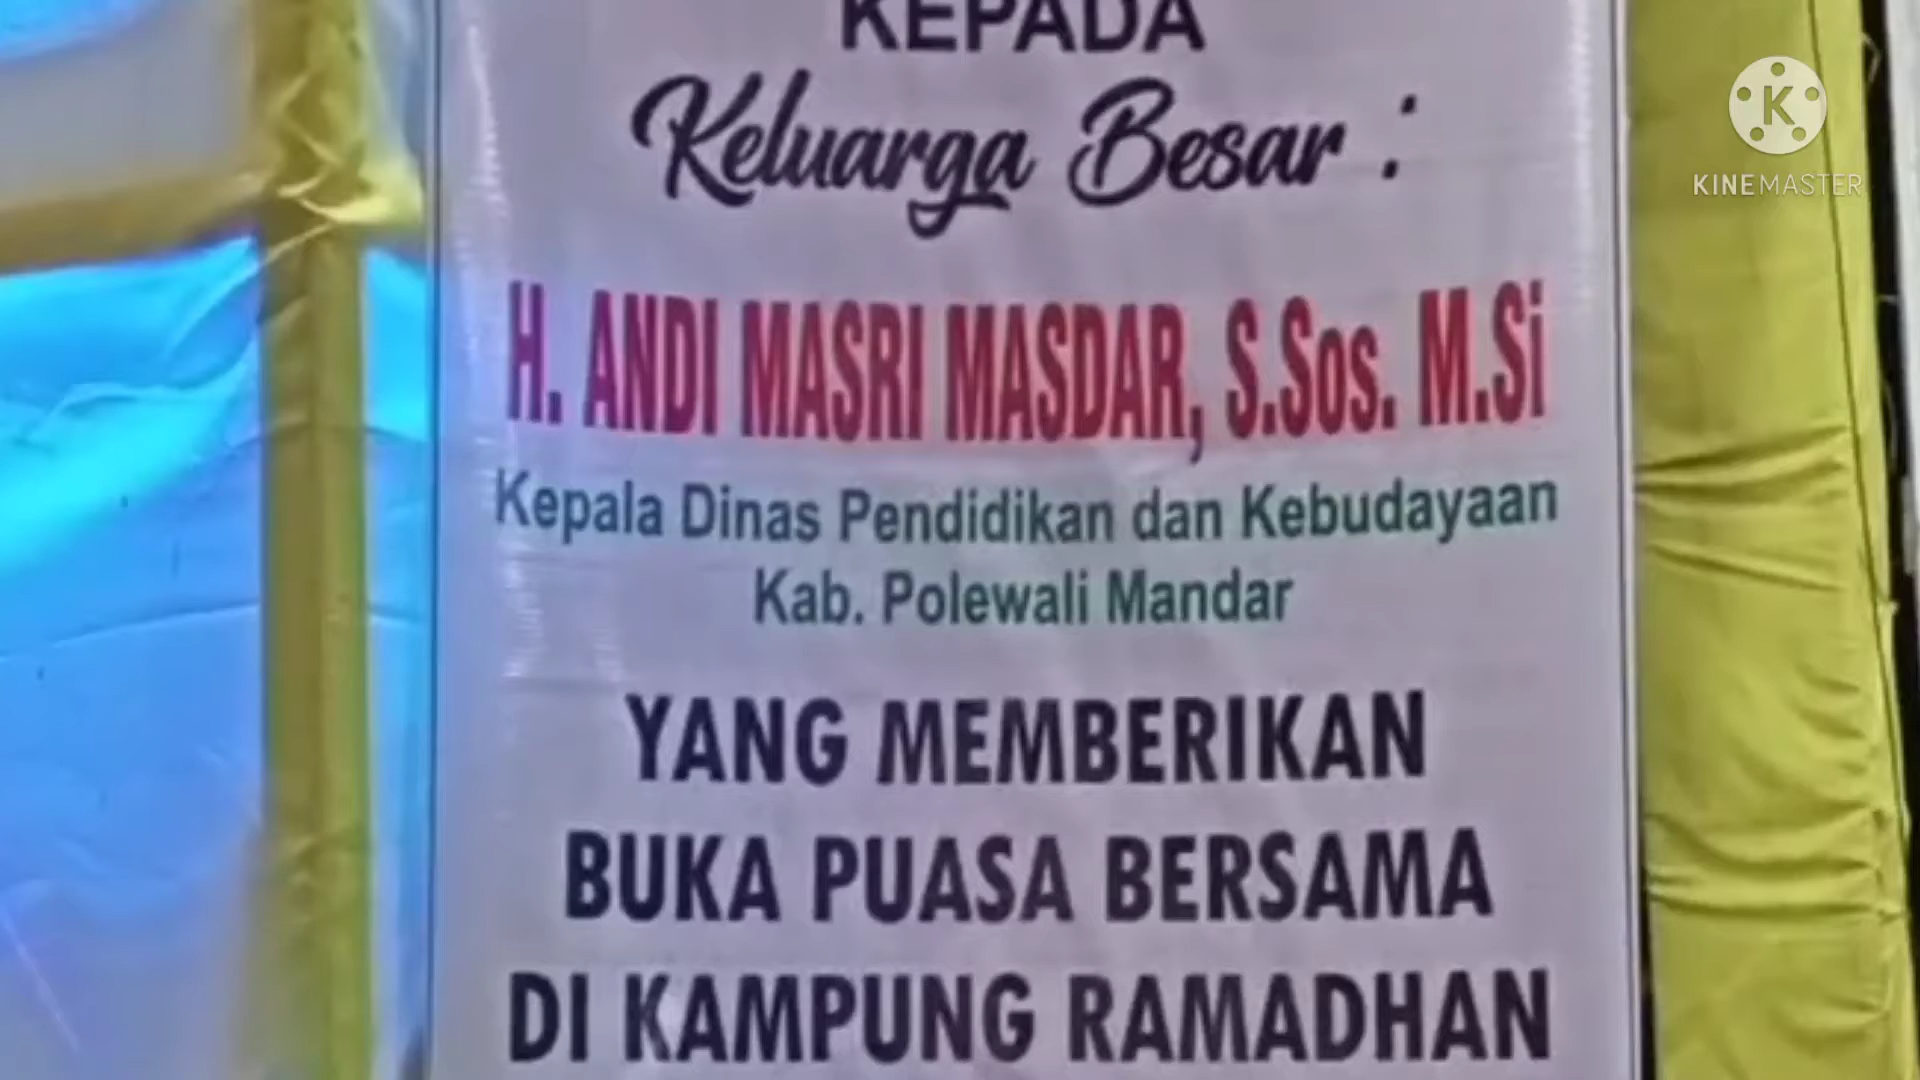 KEPADA
Keluarga Besar :
H. ANDI MASRI MASDAR, S.Sos. M.Si
Kepala Dinas Pendidikan dan Kebudayaan
Kab. Polewali Mandar
YANG MEMBERIKAN
BUKA PUASA BERSAMA
DI KAMPUNG RAMADHAN
K
KINEMASTER